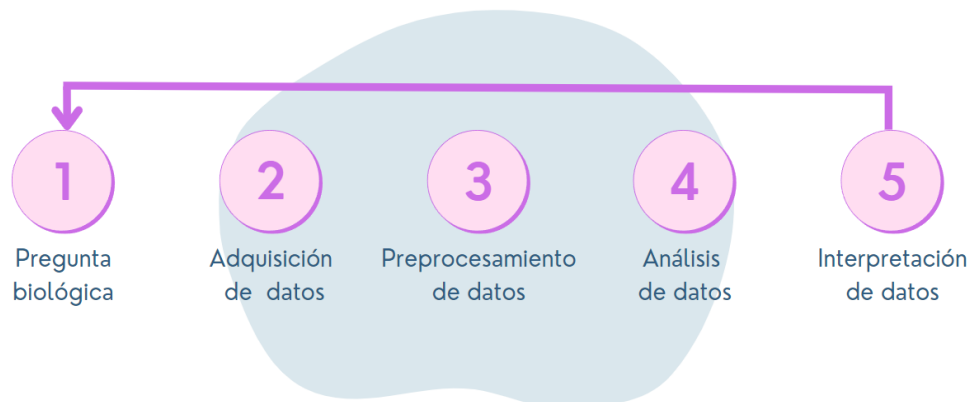 1
Pregunta
biológica
2
Adquisición
de datos
3
Preprocesamiento
de datos
4
Análisis
de datos
5
Interpretación
de datos